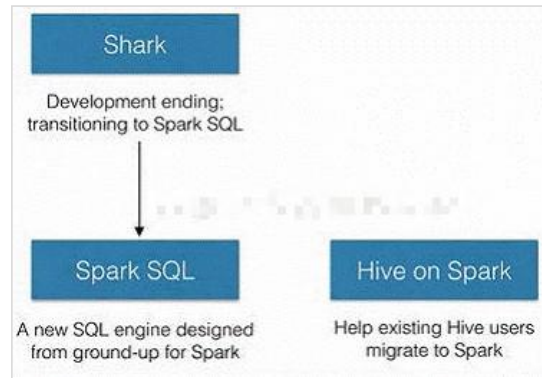 Shark
Development ending;
transitioning to Spark SQL
Spark SQL
A new SQL engine designed
from ground-up for Spark
Hive on Spark
Help existing Hive users
migrate to Spark